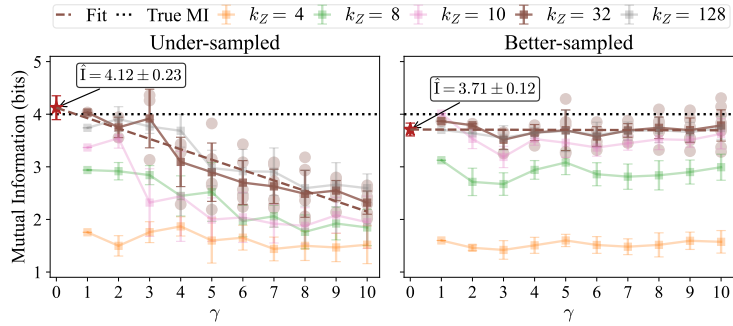 Fit True MI k_Z = 4 k_Z = 8 k_Z = 10 k_Z = 32 k_Z = 128
Under-sampled Better-sampled
Mutual Information (bits)
5
4
3
2
1
Î = 4.12 ± 0.23
Î = 3.71 ± 0.12
0 1 2 3 4 5 6 7 8 9 10
0 1 2 3 4 5 6 7 8 9 10
γ γ